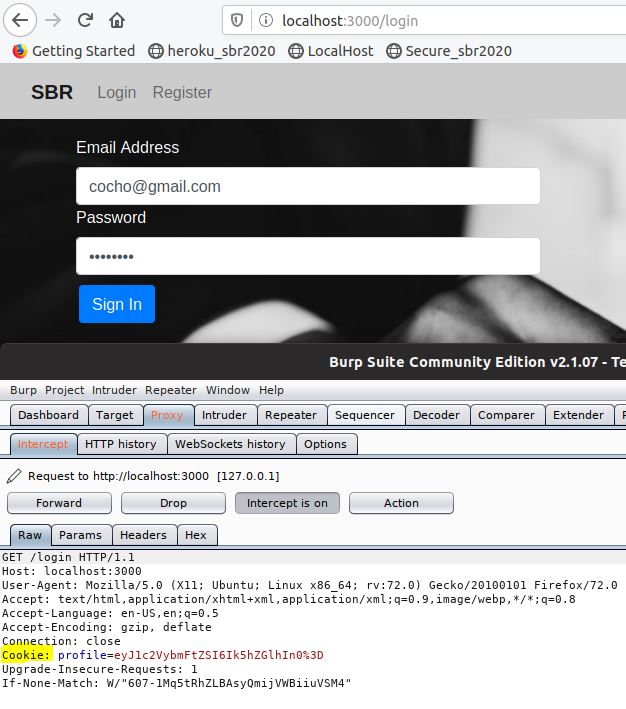 localhost:3000/login
Getting Started heroku_sbr2020 LocalHost Secure_sbr2020
SBR Login Register
Email Address
cocho@gmail.com
Password
••••••••
Sign In
Burp Suite Community Edition v2.1.07 - Te
Burp Project Intruder Repeater Window Help
Dashboard Target Proxy Intruder Repeater Sequencer Decoder Comparer Extender
Intercept HTTP history WebSockets history Options
Request to http://localhost:3000 [127.0.0.1]
Forward Drop Intercept is on Action
Raw Params Headers Hex
GET /login HTTP/1.1
Host: localhost:3000
User-Agent: Mozilla/5.0 (X11; Ubuntu; Linux x86_64; rv:72.0) Gecko/20100101 Firefox/72.0
Accept: text/html,application/xhtml+xml,application/xml;q=0.9,image/webp,*/*;q=0.8
Accept-Language: en-US,en;q=0.5
Accept-Encoding: gzip, deflate
Connection: close
Cookie: profile=eyJ1c2VybmFtZSI6Ik5hZGlhIn0%3D
Upgrade-Insecure-Requests: 1
If-None-Match: W/"607-1Mq5tRhZLBAsyQmijVWBiiuVSM4"